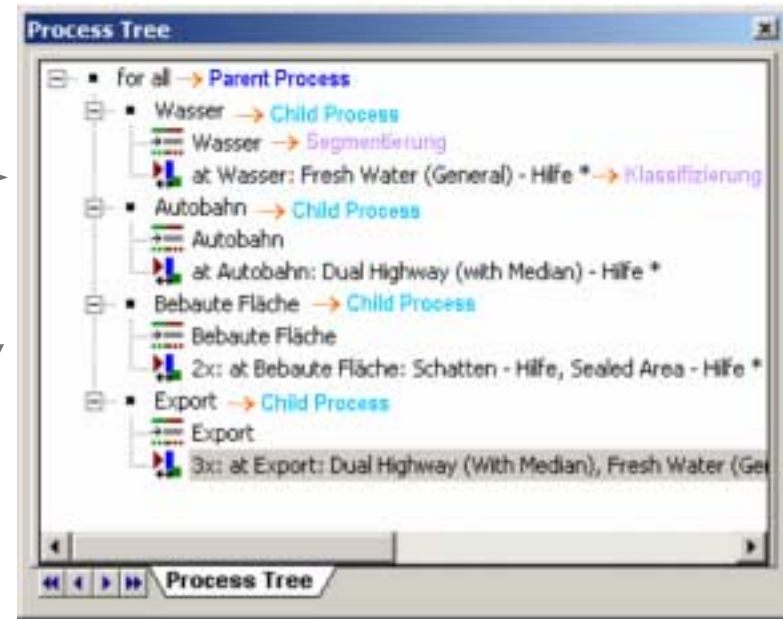 Process Tree
for all → Parent Process
Wasser → Child Process
Wasser → Segmentierung
at Wasser: Fresh Water (General) - Hilfe * → Klassifizierung
Autobahn → Child Process
Autobahn
at Autobahn: Dual Highway (with Median) - Hilfe *
Bebaute Fläche → Child Process
Bebaute Fläche
2x: at Bebaute Fläche: Schatten - Hilfe, Sealed Area - Hilfe *
Export → Child Process
Export
3x: at Export: Dual Highway (With Median), Fresh Water (Ge
Process Tree